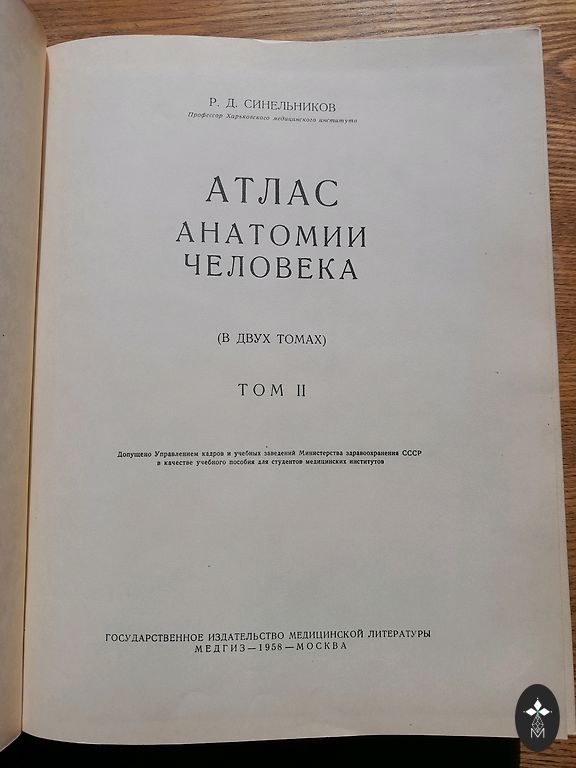 Р. Д. СИНЕЛЬНИКОВ
Профессор Харьковского медицинского института
АТЛАС
АНАТОМИИ
ЧЕЛОВЕКА
(В ДВУХ ТОМАХ)
ТОМ II
Допущено Управлением кадров и учебных заведений Министерства здравоохранения СССР
в качестве учебного пособия для студентов медицинских институтов
ГОСУДАРСТВЕННОЕ ИЗДАТЕЛЬСТВО МЕДИЦИНСКОЙ ЛИТЕРАТУРЫ
МЕДГИЗ — 1958 — МОСКВА
М